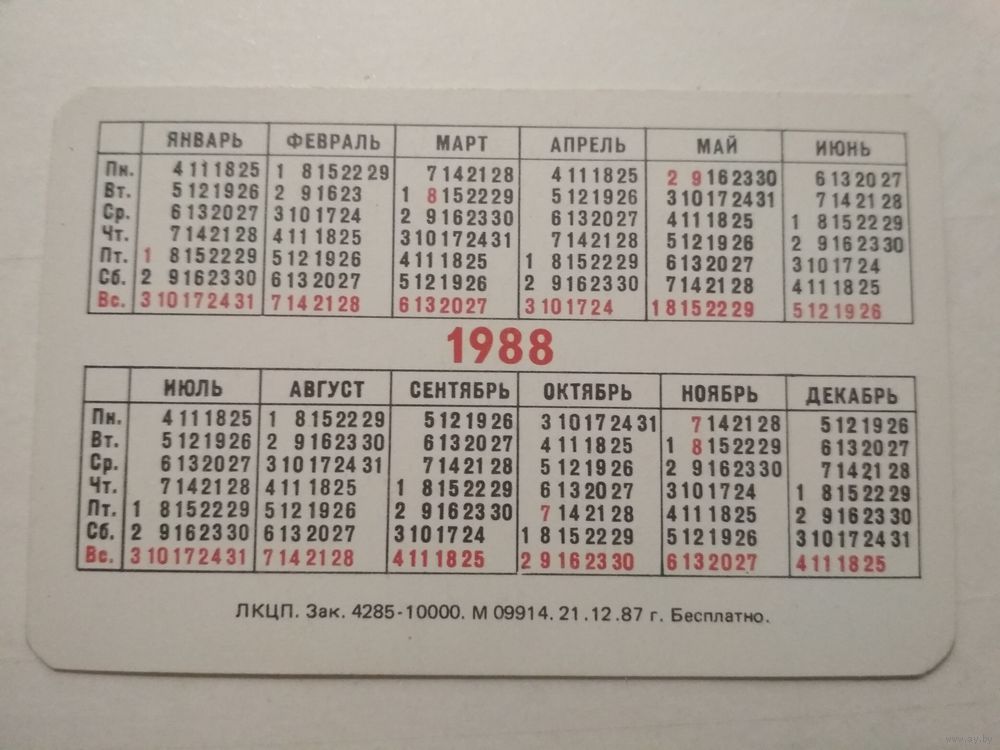 ЯНВАРЬ ФЕВРАЛЬ МАРТ АПРЕЛЬ МАЙ ИЮНЬ
Пн. 4 11 18 25 1 8 15 22 29 7 14 21 28 4 11 18 25 2 9 16 23 30 6 13 20 27
Вт. 5 12 19 26 2 9 16 23 1 8 15 22 29 5 12 19 26 3 10 17 24 31 7 14 21 28
Ср. 6 13 20 27 3 10 17 24 2 9 16 23 30 6 13 20 27 4 11 18 25 1 8 15 22 29
Чт. 7 14 21 28 4 11 18 25 3 10 17 24 31 7 14 21 28 5 12 19 26 2 9 16 23 30
Пт. 1 8 15 22 29 5 12 19 26 4 11 18 25 1 8 15 22 29 6 13 20 27 3 10 17 24
Сб. 2 9 16 23 30 6 13 20 27 5 12 19 26 2 9 16 23 30 7 14 21 28 4 11 18 25
Вс. 3 10 17 24 31 7 14 21 28 6 13 20 27 3 10 17 24 1 8 15 22 29 5 12 19 26
1988
ИЮЛЬ АВГУСТ СЕНТЯБРЬ ОКТЯБРЬ НОЯБРЬ ДЕКАБРЬ
Пн. 4 11 18 25 1 8 15 22 29 5 12 19 26 3 10 17 24 31 7 14 21 28 5 12 19 26
Вт. 5 12 19 26 2 9 16 23 30 6 13 20 27 4 11 18 25 1 8 15 22 29 6 13 20 27
Ср. 6 13 20 27 3 10 17 24 31 7 14 21 28 5 12 19 26 2 9 16 23 30 7 14 21 28
Чт. 7 14 21 28 4 11 18 25 1 8 15 22 29 6 13 20 27 3 10 17 24 1 8 15 22 29
Пт. 1 8 15 22 29 5 12 19 26 2 9 16 23 30 7 14 21 28 4 11 18 25 2 9 16 23 30
Сб. 2 9 16 23 30 6 13 20 27 3 10 17 24 1 8 15 22 29 5 12 19 26 3 10 17 24 31
Вс. 3 10 17 24 31 7 14 21 28 4 11 18 25 2 9 16 23 30 6 13 20 27 4 11 18 25
ЛКЦП. Зак. 4285-10000. М 09914. 21.12.87 г. Бесплатно.
www.ay.by